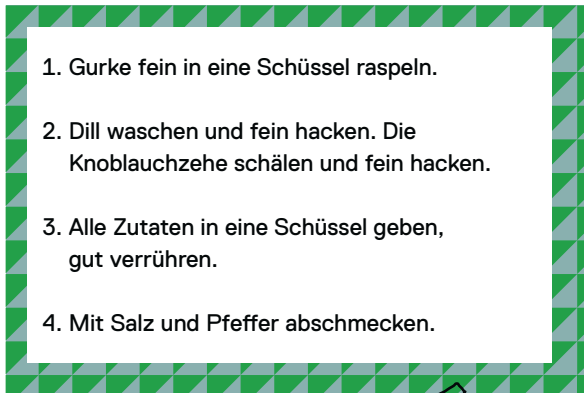 1. Gurke fein in eine Schüssel raspeln.
2. Dill waschen und fein hacken. Die
Knoblauchzehe schälen und fein hacken.
3. Alle Zutaten in eine Schüssel geben,
gut verrühren.
4. Mit Salz und Pfeffer abschmecken.